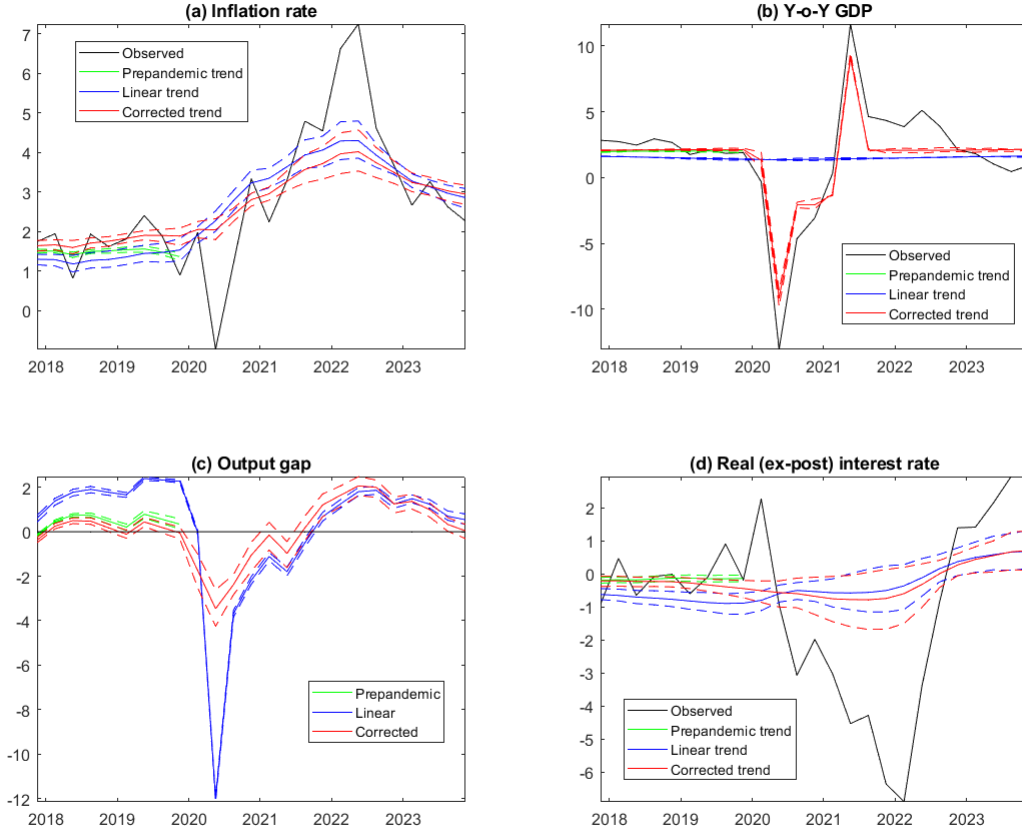 (a) Inflation rate
7
6
5
4
3
2
1
0
Observed
Prepandemic trend
Linear trend
Corrected trend
2018 2019 2020 2021 2022 2023
(b) Y-o-Y GDP
10
5
0
-5
-10
Observed
Prepandemic trend
Linear trend
Corrected trend
2018 2019 2020 2021 2022 2023
(c) Output gap
2
0
-2
-4
-6
-8
-10
-12
Prepandemic
Linear
Corrected
2018 2019 2020 2021 2022 2023
(d) Real (ex-post) interest rate
2
1
0
-1
-2
-3
-4
-5
-6
Observed
Prepandemic trend
Linear trend
Corrected trend
2018 2019 2020 2021 2022 2023